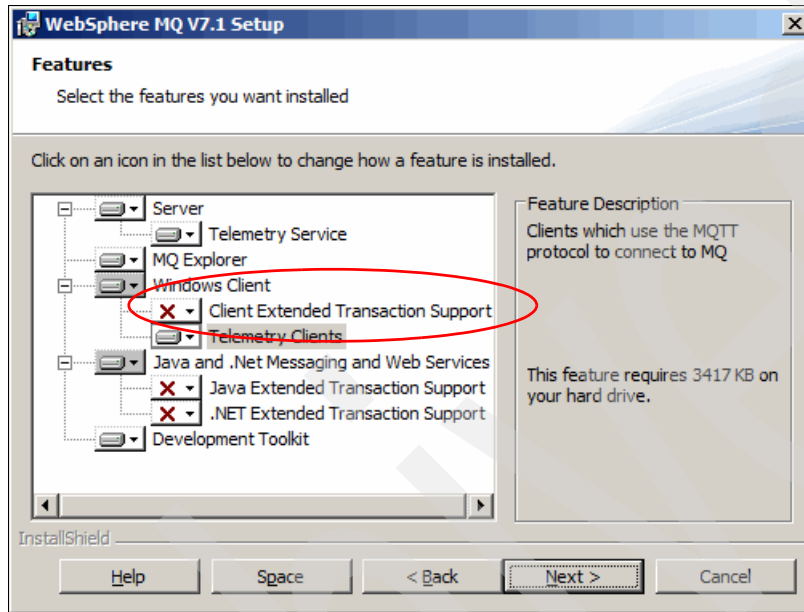 WebSphere MQ V7.1 Setup
Features
Select the features you want installed
Click on an icon in the list below to change how a feature is installed.
Server
Telemetry Service
MQ Explorer
Windows Client
Client Extended Transaction Support
Telemetry Clients
Java and .Net Messaging and Web Services
Java Extended Transaction Support
.NET Extended Transaction Support
Development Toolkit
Feature Description
Clients which use the MQTT
protocol to connect to MQ
This feature requires 3417 KB on
your hard drive.
InstallShield
Help
Space
< Back
Next >
Cancel